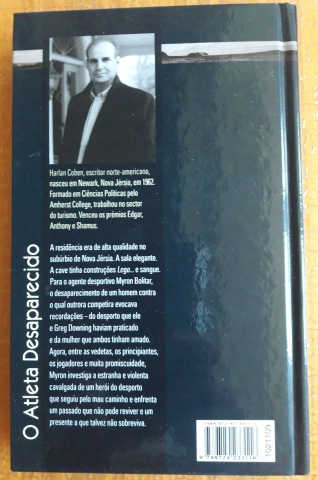 Harlan Coben, escritor norte-americano,
nasceu em Newark, Nova Jérsia, em 1962.
Formado em Ciências Políticas pelo
Amherst College, trabalhou no sector
do turismo. Venceu os prémios Edgar,
Anthony e Shamus.
O Atleta Desaparecido
A residência era de alta qualidade no
subúrbio de Nova Jérsia. A sala elegante.
A cave tinha construções Lego... e sangue.
Para o agente desportivo Myron Bolitar,
o desaparecimento de um homem contra
o qual outrora competira evocava
recordações – do desporto que ele
e Greg Downing haviam praticado
e da mulher que ambos tinham amado.
Agora, entre as vedetas, os principiantes,
os jogadores e muita promiscuidade,
Myron investiga a estranha e violenta
cavalgada de um herói do desporto
que seguiu pelo mau caminho e enfrenta
um passado que não pode reviver e um
presente a que talvez não sobreviva.
1023109